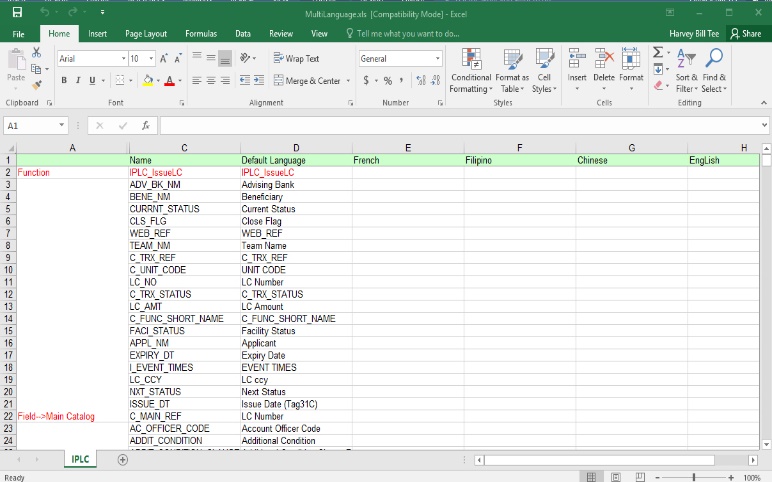 MultiLanguage.xls [Compatibility Mode] - Excel
File Home Insert Page Layout Formulas Data Review View Tell me what you want to do... Harvey Bill Tee Share
Paste Arial 10 A A Wrap Text General Conditional Format as Cell Insert Delete Format Sort & Find &
B I U A Merge & Center $ % , Formatting Table Styles Filter Select
Clipboard Font Alignment Number Styles Cells Editing
A1 fx
A C D E F G H
1 Name Default Language French Filipino Chinese EngLish
2 Function IPLC_IssueLC IPLC_IssueLC
3 ADV_BK_NM Advising Bank
4 BENE_NM Beneficiary
5 CURRNT_STATUS Current Status
6 CLS_FLG Close Flag
7 WEB_REF WEB_REF
8 TEAM_NM Team Name
9 C_TRX_REF C_TRX_REF
10 C_UNIT_CODE UNIT CODE
11 LC_NO LC Number
12 C_TRX_STATUS C_TRX_STATUS
13 LC_AMT LC Amount
14 C_FUNC_SHORT_NAME C_FUNC_SHORT_NAME
15 FACI_STATUS Facility Status
16 APPL_NM Applicant
17 EXPIRY_DT Expiry Date
18 I_EVENT_TIMES EVENT TIMES
19 LC_CCY LC ccy
20 NXT_STATUS Next Status
21 ISSUE_DT Issue Date (Tag31C)
22 Field-->Main Catalog C_MAIN_REF LC Number
23 AC_OFFICER_CODE Account Officer Code
24 ADDIT_CONDITION Additional Condition
IPLC
Ready 100%